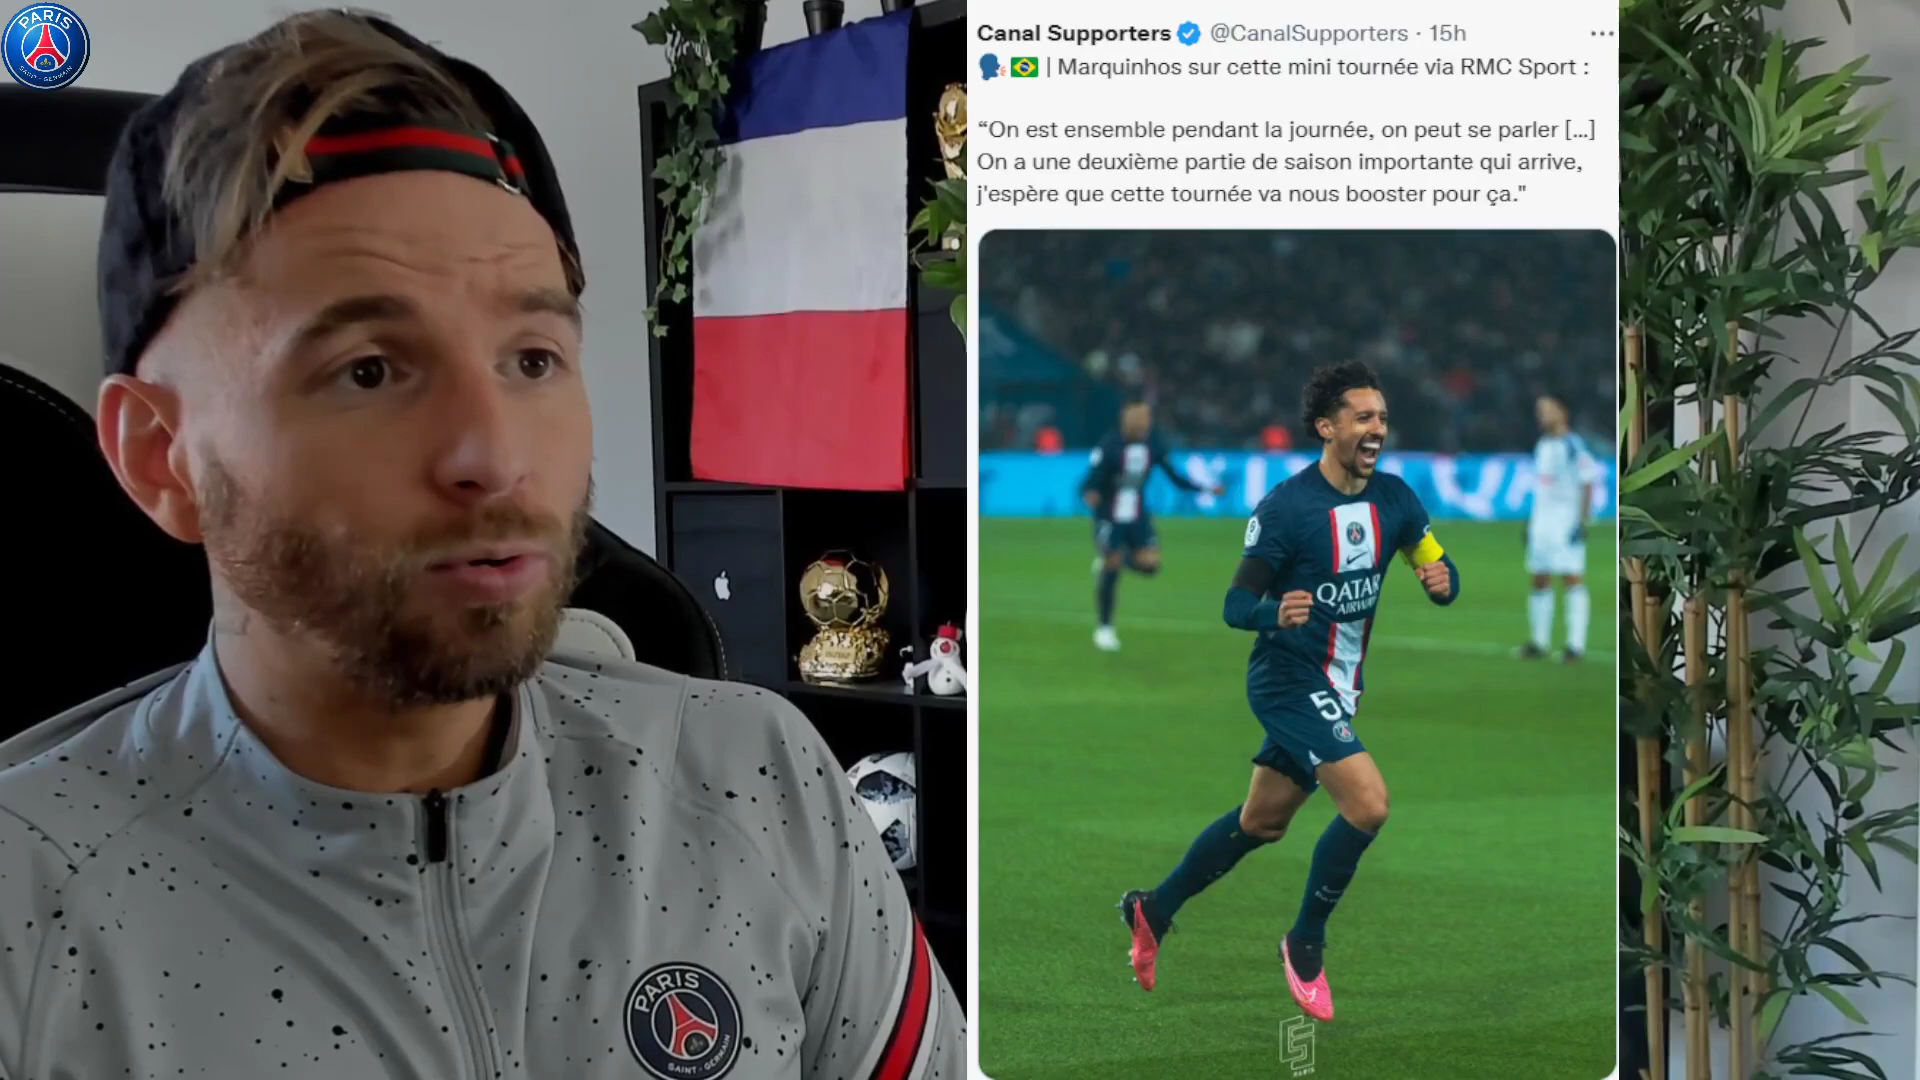 PARIS
SAINT-GERMAIN
Canal Supporters @CanalSupporters · 15h
| Marquinhos sur cette mini tournée via RMC Sport :
“On est ensemble pendant la journée, on peut se parler [...]
On a une deuxième partie de saison importante qui arrive,
j'espère que cette tournée va nous booster pour ça."
QATAR
AIRWAYS
5
PARIS
PARIS
SAINT-GERMAIN